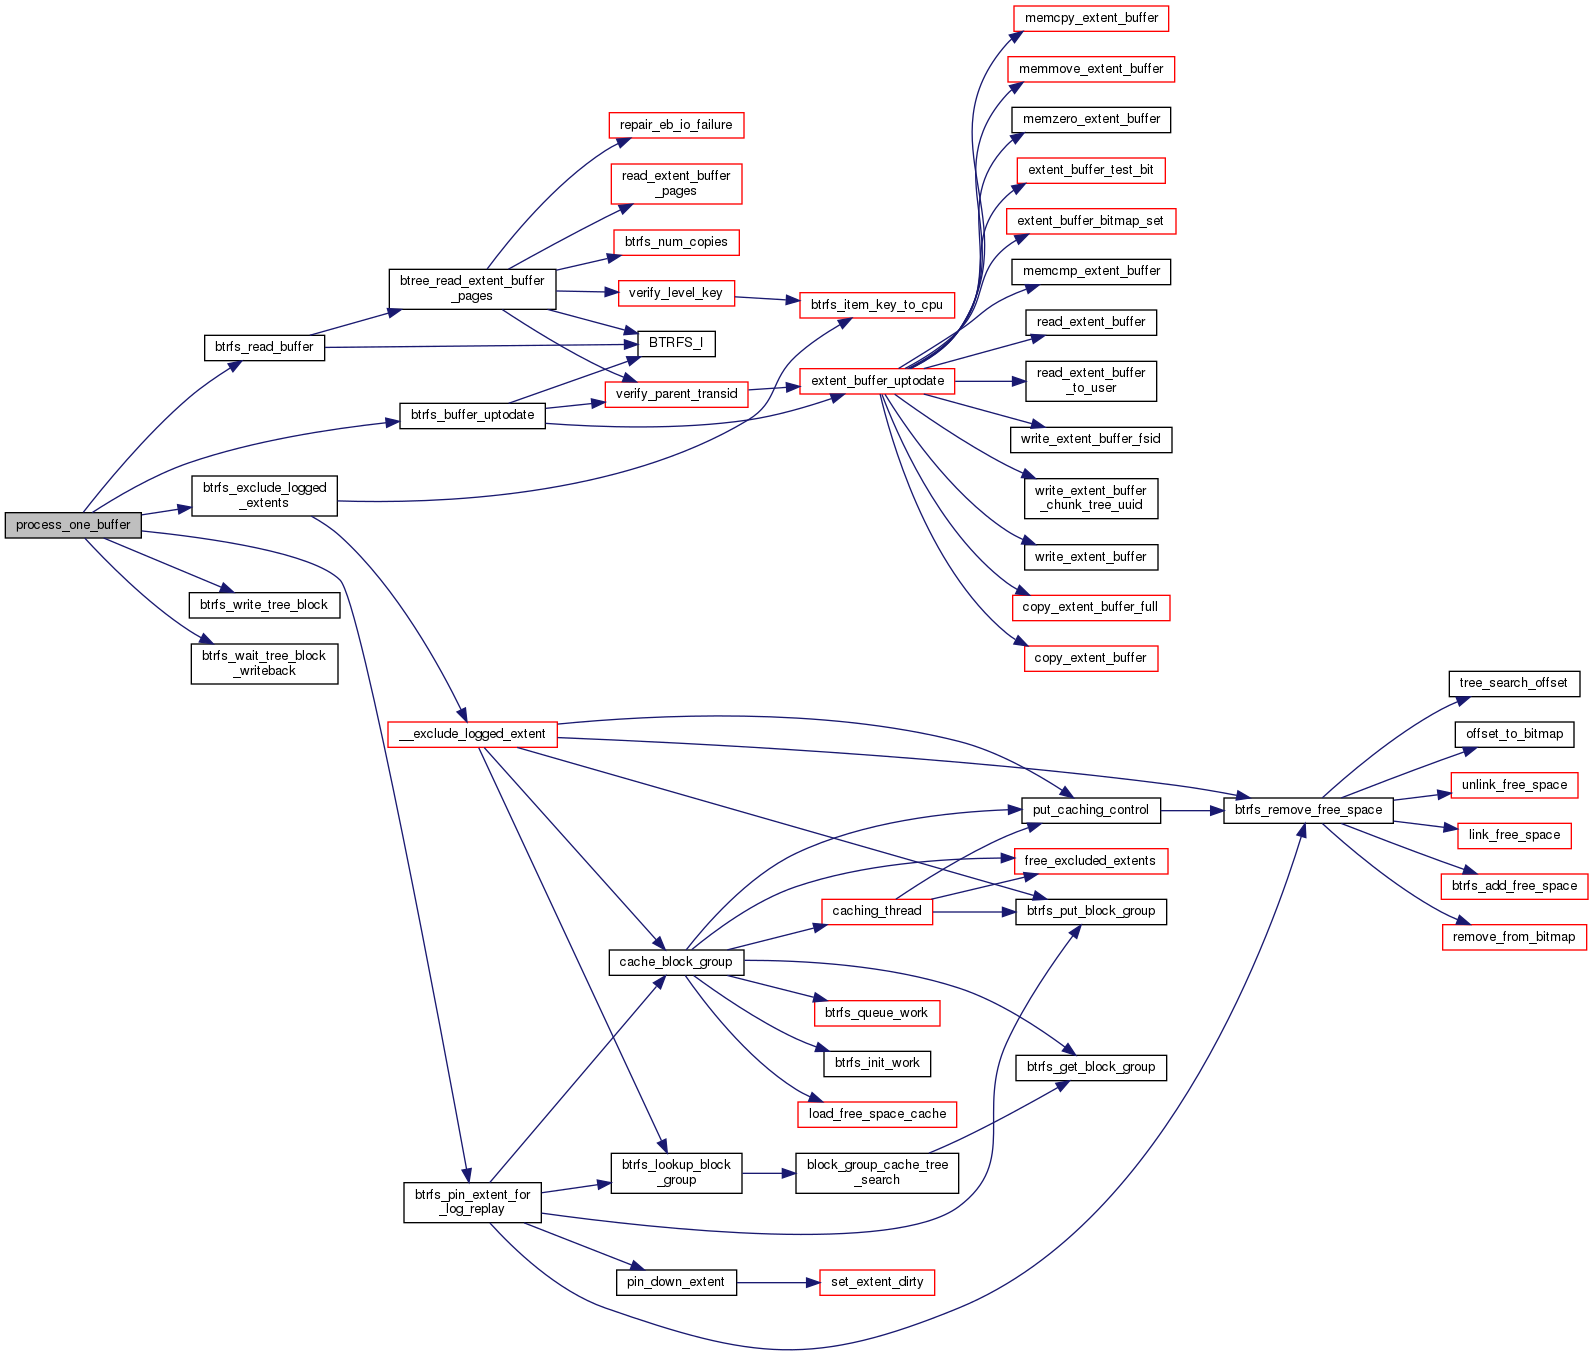 memcpy_extent_buffer
memmove_extent_buffer
memzero_extent_buffer
repair_eb_io_failure
extent_buffer_test_bit
read_extent_buffer
_pages
extent_buffer_bitmap_set
btrfs_num_copies
memcmp_extent_buffer
btree_read_extent_buffer
_pages
verify_level_key
btrfs_item_key_to_cpu
read_extent_buffer
btrfs_read_buffer
BTRFS_I
read_extent_buffer
_to_user
extent_buffer_uptodate
verify_parent_transid
btrfs_buffer_uptodate
write_extent_buffer_fsid
btrfs_exclude_logged
_extents
write_extent_buffer
_chunk_tree_uuid
process_one_buffer
write_extent_buffer
btrfs_write_tree_block
copy_extent_buffer_full
btrfs_wait_tree_block
_writeback
copy_extent_buffer
tree_search_offset
__exclude_logged_extent
offset_to_bitmap
unlink_free_space
put_caching_control
btrfs_remove_free_space
link_free_space
free_excluded_extents
btrfs_add_free_space
caching_thread
btrfs_put_block_group
remove_from_bitmap
cache_block_group
btrfs_queue_work
btrfs_init_work
btrfs_get_block_group
load_free_space_cache
btrfs_lookup_block
_group
block_group_cache_tree
_search
btrfs_pin_extent_for
_log_replay
pin_down_extent
set_extent_dirty